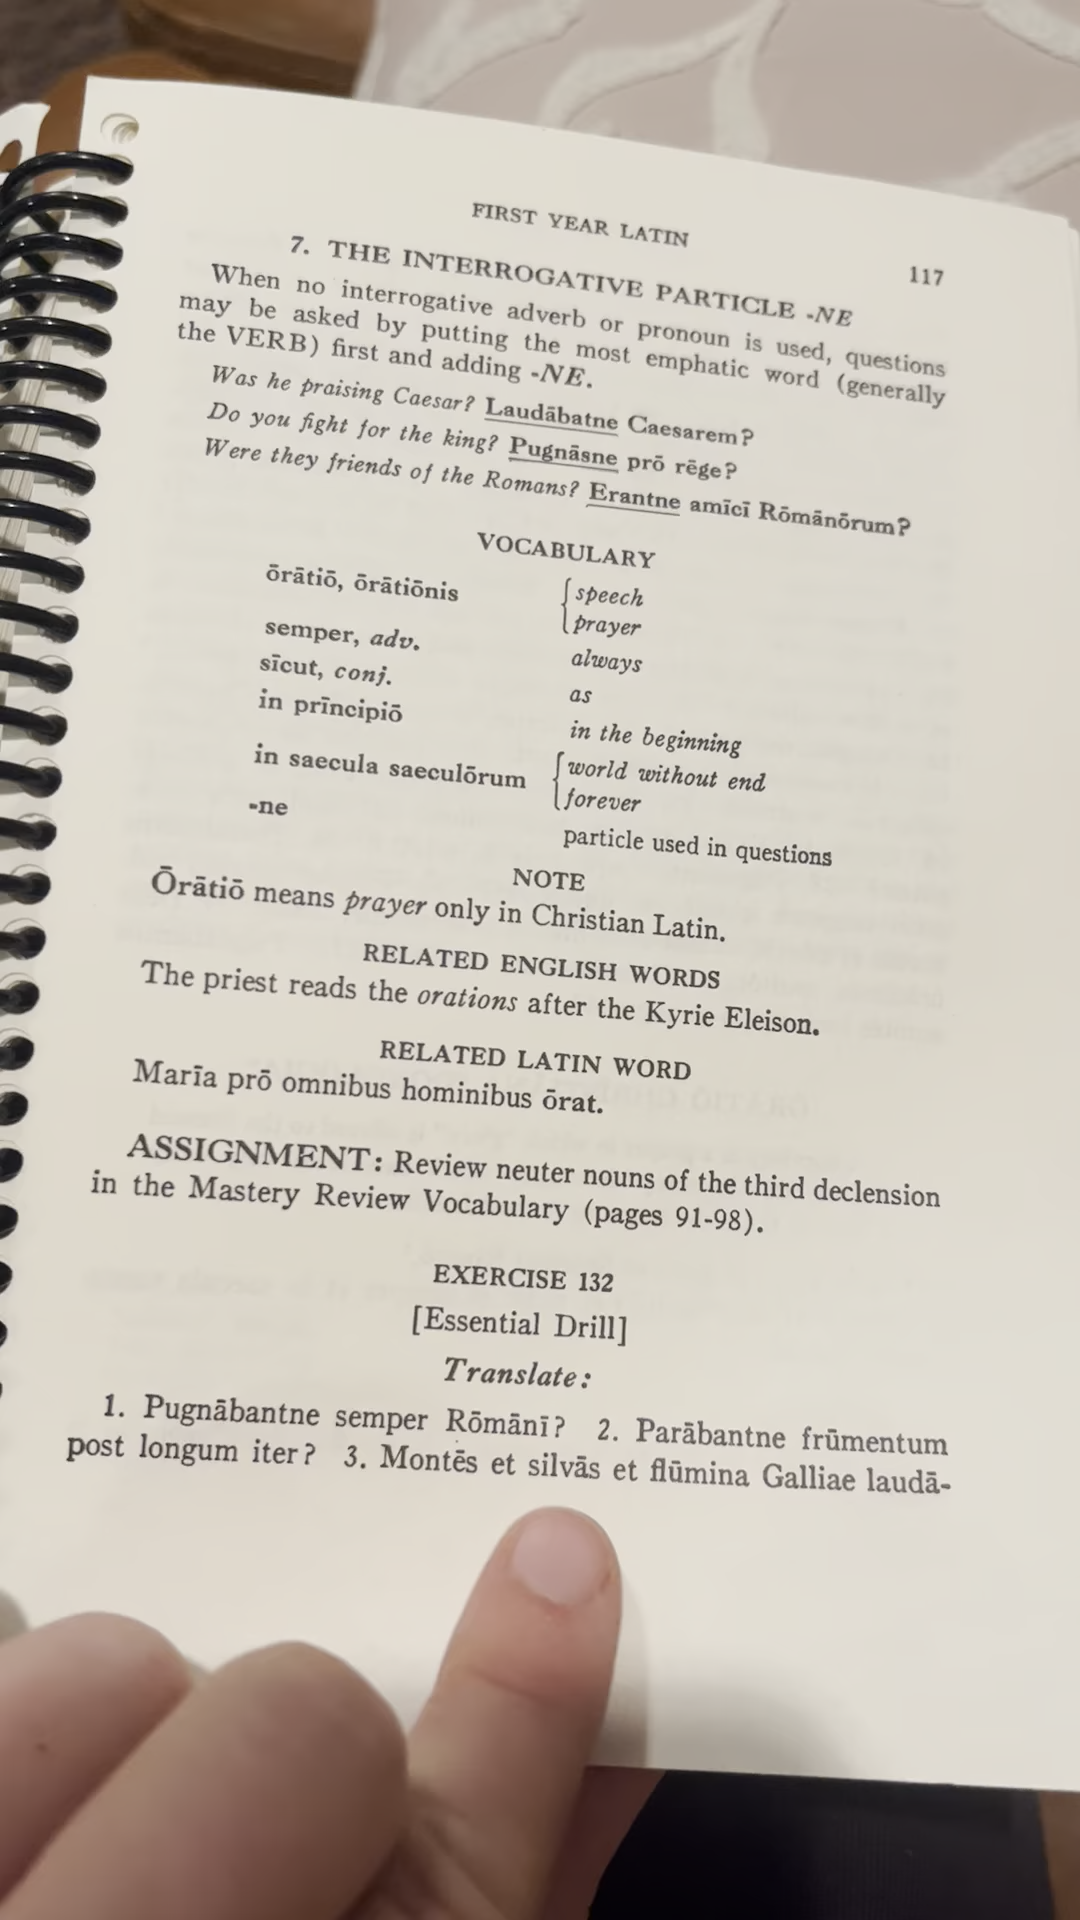 FIRST YEAR LATIN 117
7. THE INTERROGATIVE PARTICLE -NE
When no interrogative adverb or pronoun is used, questions
may be asked by putting the most emphatic word (generally
the VERB) first and adding -NE.
Was he praising Caesar? Laudābatne Caesarem?
Do you fight for the king? Pugnāsne prō rēge?
Were they friends of the Romans? Erantne amīcī Rōmānōrum?
VOCABULARY
ōrātiō, ōrātiōnis speech
prayer
semper, adv. always
sīcut, conj. as
in prīncipiō in the beginning
in saecula saeculōrum world without end
forever
-ne particle used in questions
NOTE
Ōrātiō means prayer only in Christian Latin.
RELATED ENGLISH WORDS
The priest reads the orations after the Kyrie Eleison.
RELATED LATIN WORD
Marīa prō omnibus hominibus ōrat.
ASSIGNMENT: Review neuter nouns of the third declension
in the Mastery Review Vocabulary (pages 91-98).
EXERCISE 132
[Essential Drill]
Translate:
1. Pugnābantne semper Rōmānī? 2. Parābantne frūmentum
post longum iter? 3. Montēs et silvās et flūmina Galliae laudā-